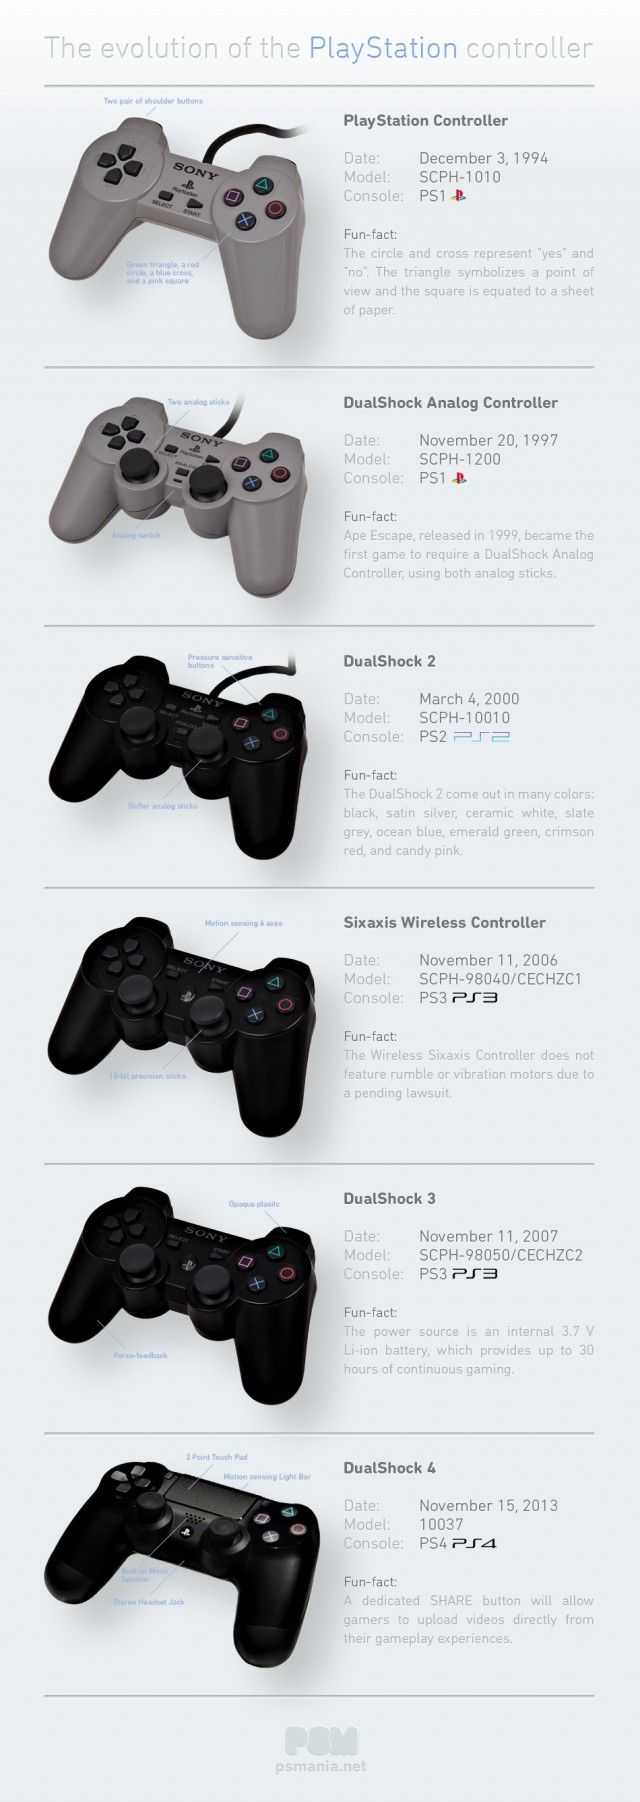 The evolution of the PlayStation controller
Two pair of shoulder buttons
SONY
PlayStation
SELECT
START
Green triangle, a red
circle, a blue cross,
and a pink square
PlayStation Controller
Date: December 3, 1994
Model: SCPH-1010
Console: PS1
Fun-fact:
The circle and cross represent "yes" and
"no". The triangle symbolizes a point of
view and the square is equated to a sheet
of paper.
Two analog sticks
SONY
PlayStation
SELECT
ANALOG
Analog switch
DualShock Analog Controller
Date: November 20, 1997
Model: SCPH-1200
Console: PS1
Fun-fact:
Ape Escape, released in 1999, became the
first game to require a DualShock Analog
Controller, using both analog sticks.
Pressure sensitive
buttons
SONY
PlayStation
SELECT
ANALOG
Stiffer analog sticks
DualShock 2
Date: March 4, 2000
Model: SCPH-10010
Console: PS2 PS2
Fun-fact:
The DualShock 2 come out in many colors:
black, satin silver, ceramic white, slate
grey, ocean blue, emerald green, crimson
red, and candy pink.
Motion sensing 6 axes
SONY
SELECT
START
10-bit precision sticks
Sixaxis Wireless Controller
Date: November 11, 2006
Model: SCPH-98040/CECHZC1
Console: PS3 PS3
Fun-fact:
The Wireless Sixaxis Controller does not
feature rumble or vibration motors due to
a pending lawsuit.
Opaque plasitc
SONY
SELECT
START
Force-feedback
DualShock 3
Date: November 11, 2007
Model: SCPH-98050/CECHZC2
Console: PS3 PS3
Fun-fact:
The power source is an internal 3.7 V
Li-ion battery, which provides up to 30
hours of continuous gaming.
2 Point Touch Pad
Motion sensing Light Bar
Built-in Mono
Speaker
Stereo Headset Jack
DualShock 4
Date: November 15, 2013
Model: 10037
Console: PS4 PS4
Fun-fact:
A dedicated SHARE button will allow
gamers to upload videos directly from
their gameplay experiences.
PSM
psmania.net